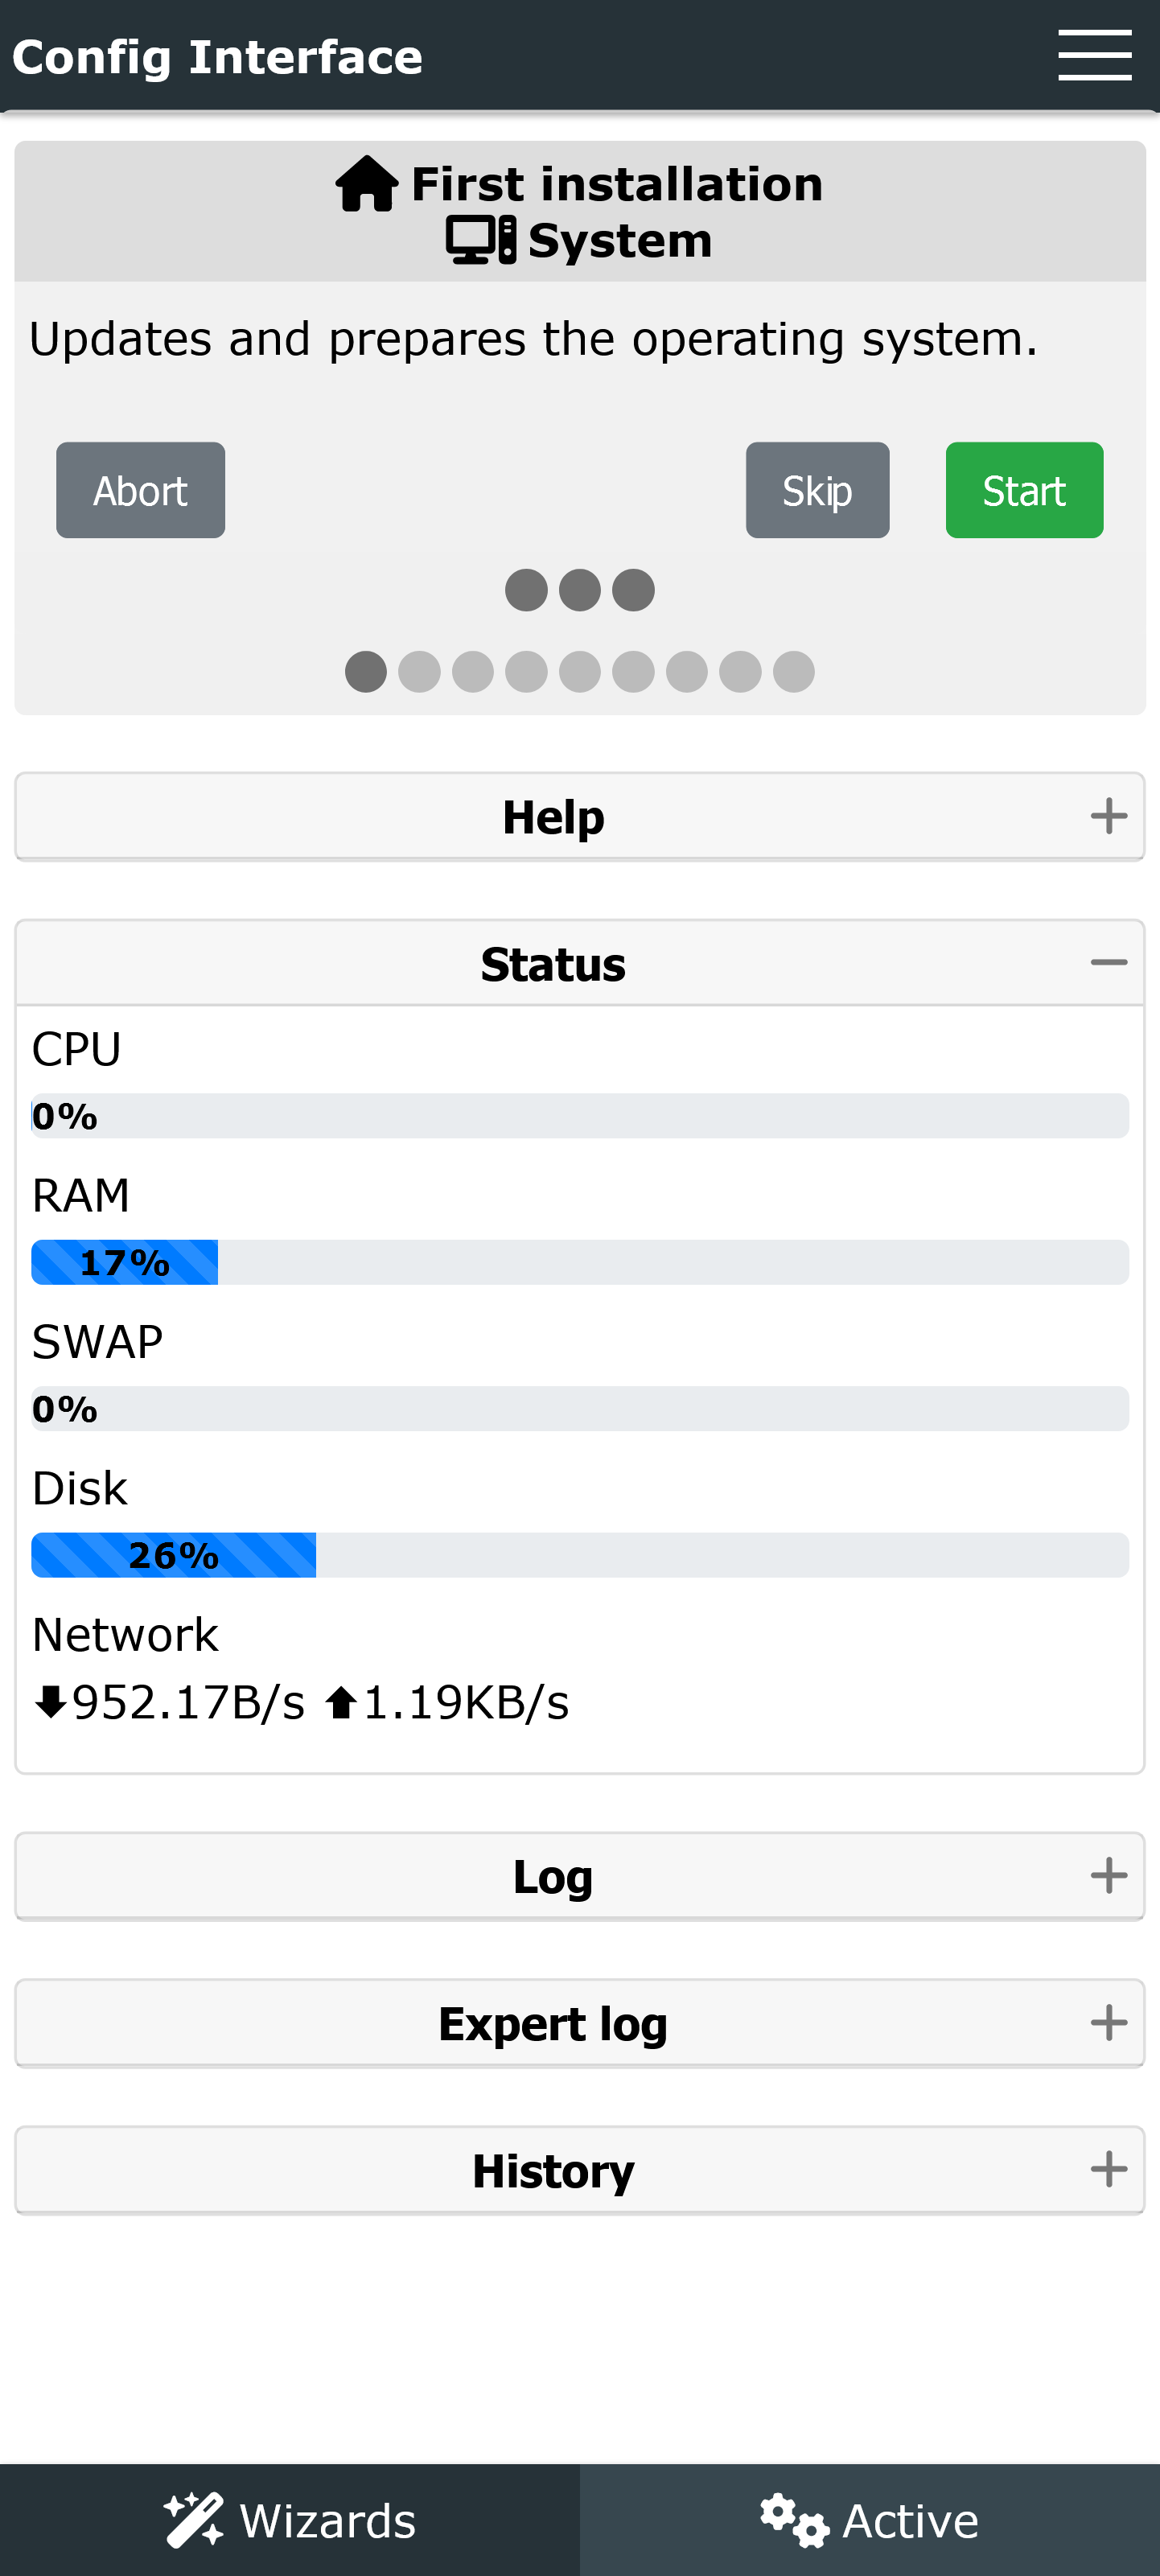 Config Interface
First installation
System
Updates and prepares the operating system.
Abort Skip Start
Help
Status
CPU
0%
RAM
17%
SWAP
0%
Disk
26%
Network
952.17B/s 1.19KB/s
Log
Expert log
History
Wizards Active